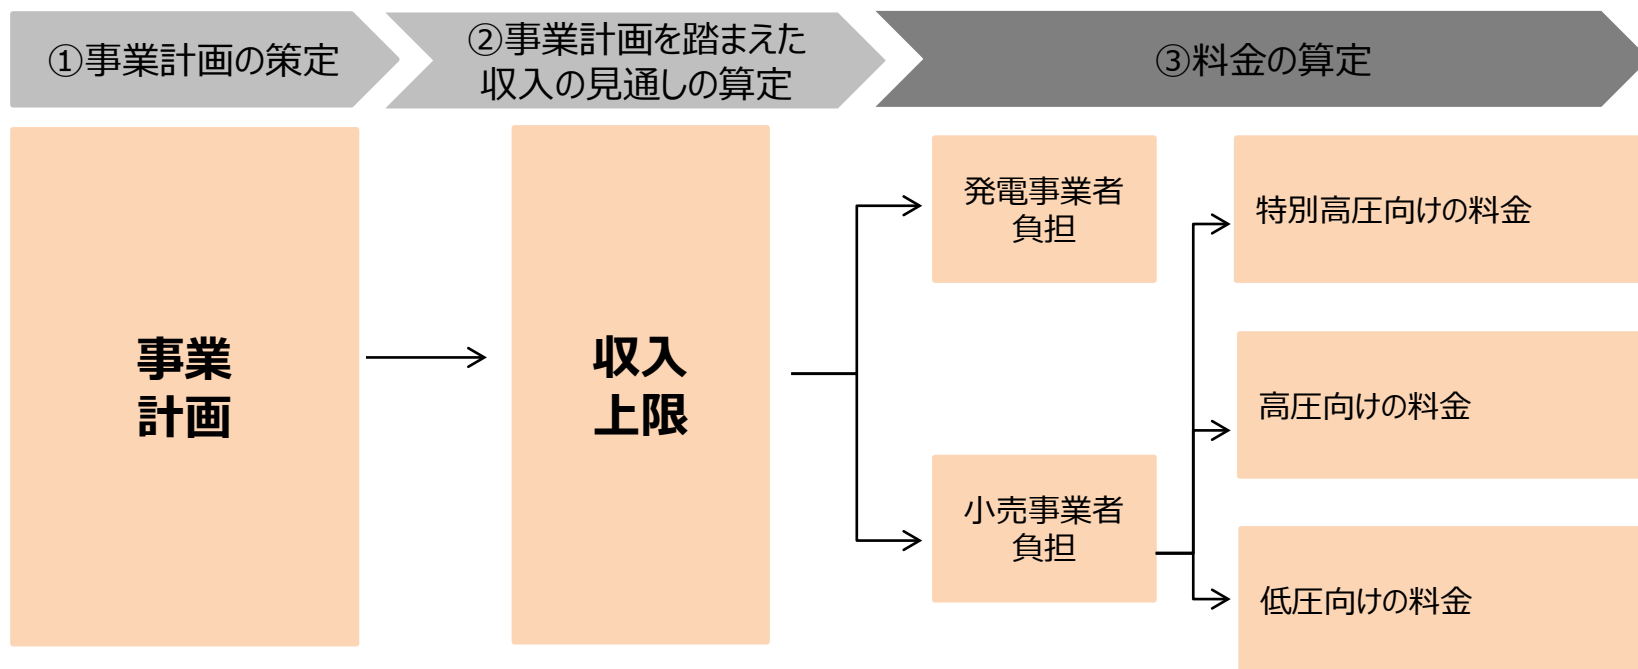 ①事業計画の策定
②事業計画を踏まえた
収入の見通しの算定
③料金の算定
事業
計画
収入
上限
発電事業者
負担
小売事業者
負担
特別高圧向けの料金
高圧向けの料金
低圧向けの料金